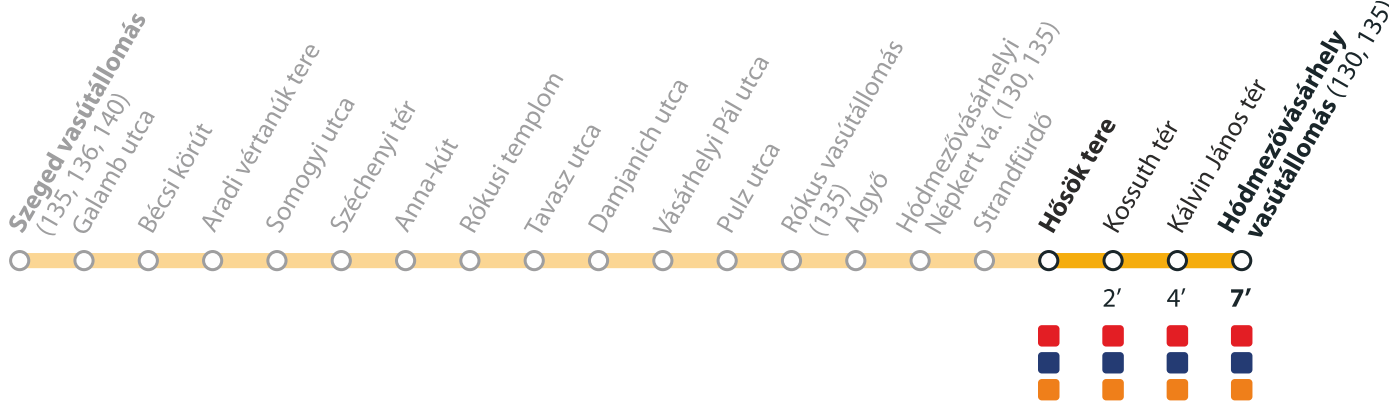 Szeged vasútállomás
(135, 136, 140)
Galamb utca
Bécsi körút
Aradi vértanúk tere
Somogyi utca
Széchenyi tér
Anna-kút
Rókusi templom
Tavasz utca
Damjanich utca
Vásárhelyi Pál utca
Pulz utca
Rókus vasútállomás
(135)
Algyő
Hódmezővásárhelyi
Népkert vá. (130, 135)
Strandfürdő
Hősök tere
Kossuth tér
Kálvin János tér
Hódmezővásárhely
vasútállomás (130, 135)
2’ 4’ 7’